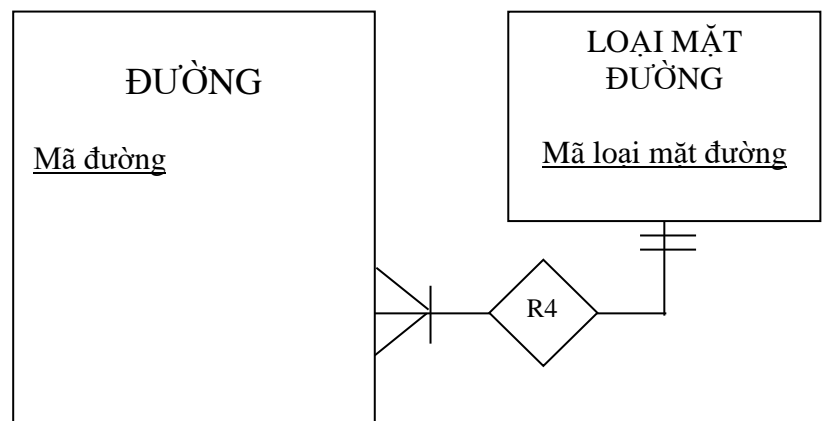 ĐƯỜNG
Mã đường
LOẠI MẶT
ĐƯỜNG
Mã loại mặt đường
R4